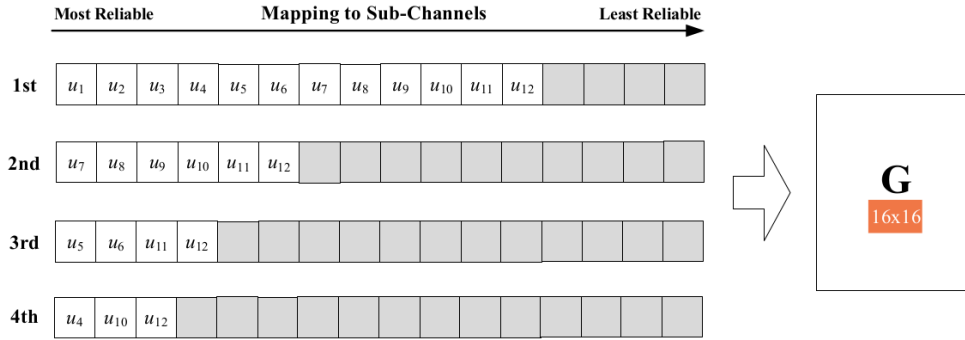 Most Reliable Mapping to Sub-Channels Least Reliable
1st u1 u2 u3 u4 u5 u6 u7 u8 u9 u10 u11 u12
2nd u7 u8 u9 u10 u11 u12
G
16x16
3rd u5 u6 u11 u12
4th u4 u10 u12